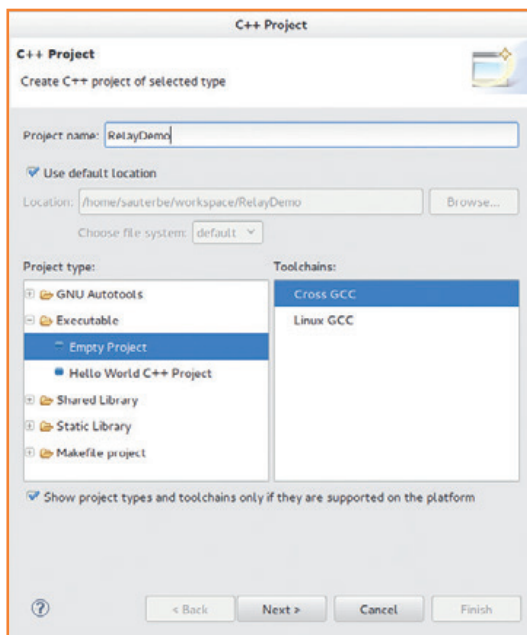 C++ Project
C++ Project
Create C++ project of selected type
Project name: RelayDemo
Use default location
Location: /home/sauterbe/workspace/RelayDemo Browse...
Choose file system: default
Project type: Toolchains:
GNU Autotools
Executable
Empty Project
Hello World C++ Project
Shared Library
Static Library
Makefile project
Cross GCC
Linux GCC
Show project types and toolchains only if they are supported on the platform
? < Back Next > Cancel Finish